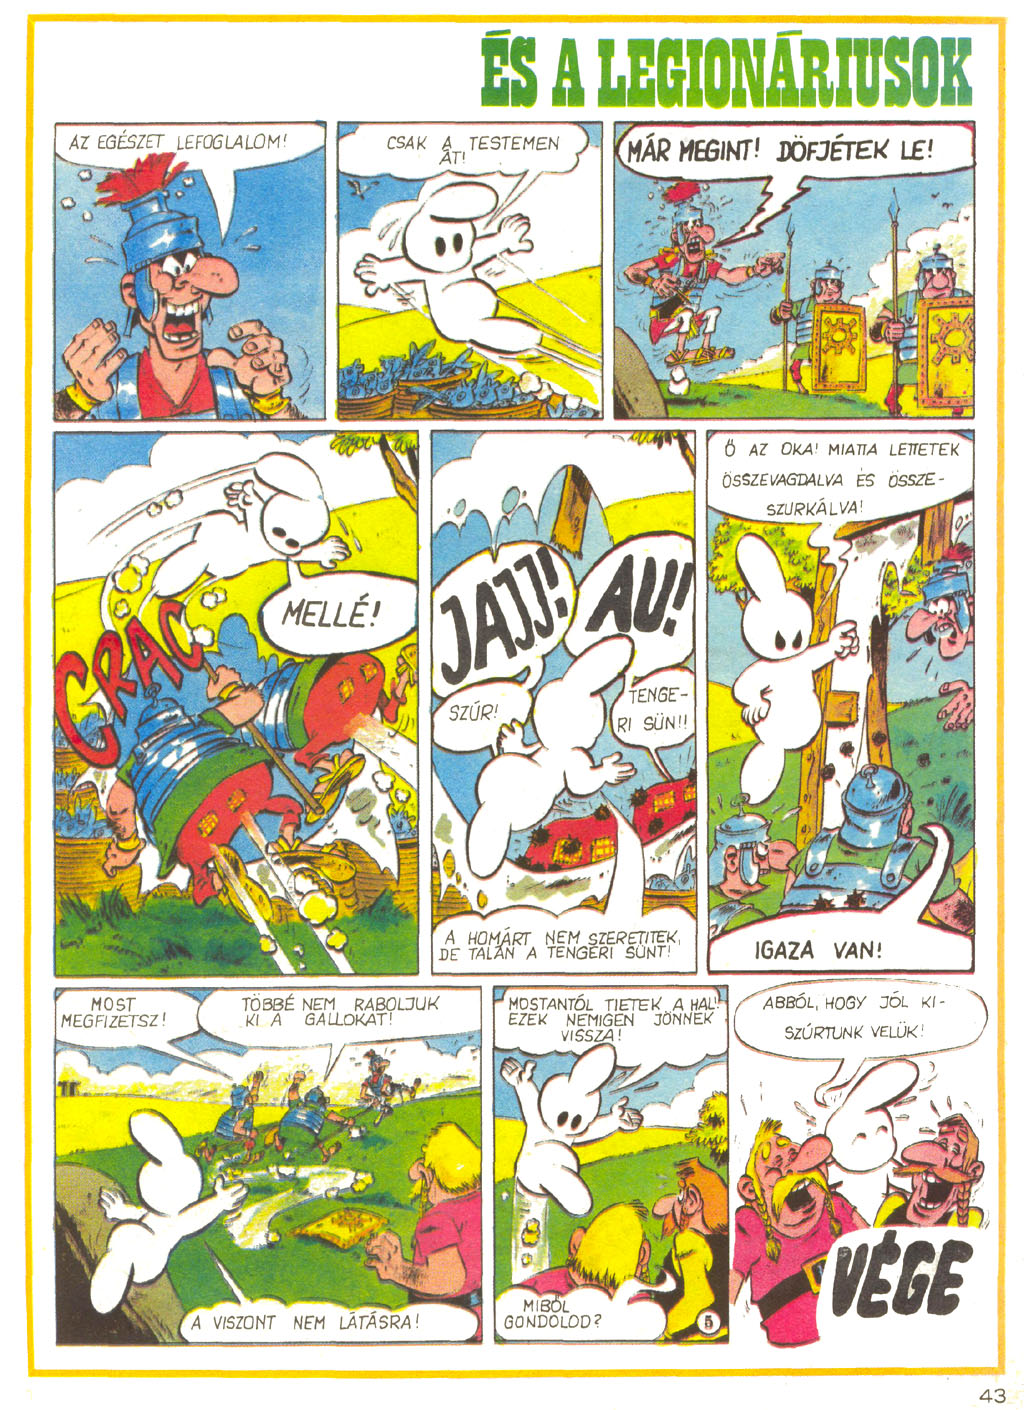 ÉS A LEGIONÁRIUSOK
AZ EGÉSZET LEFOGLALOM!
CSAK A TESTEMEN
ÁT!
MÁR MEGINT! DÖFJÉTEK LE!
CRAC
MELLÉ!
JAJJ!
AU!
SZÚR!
TENGE-
RI SÜN!!
A HOMÁRT NEM SZERETITEK,
DE TALÁN A TENGERI SÜNT!
Ő AZ OKA! MIATTA LETTETEK
ÖSSZEVAGDALVA ÉS ÖSSZE-
SZURKÁLVA!
IGAZA VAN!
MOST
MEGFIZETSZ!
TÖBBÉ NEM RABOLJUK
KI A GALLOKAT!
A VISZONT NEM LÁTÁSRA!
MOSTANTÓL TIETEK A HAL!
EZEK NEMIGEN JÖNNEK
VISSZA!
MIBŐL
GONDOLOD?
5
ABBÓL, HOGY JÓL KI-
SZÚRTUNK VELÜK!
VÉGE
43